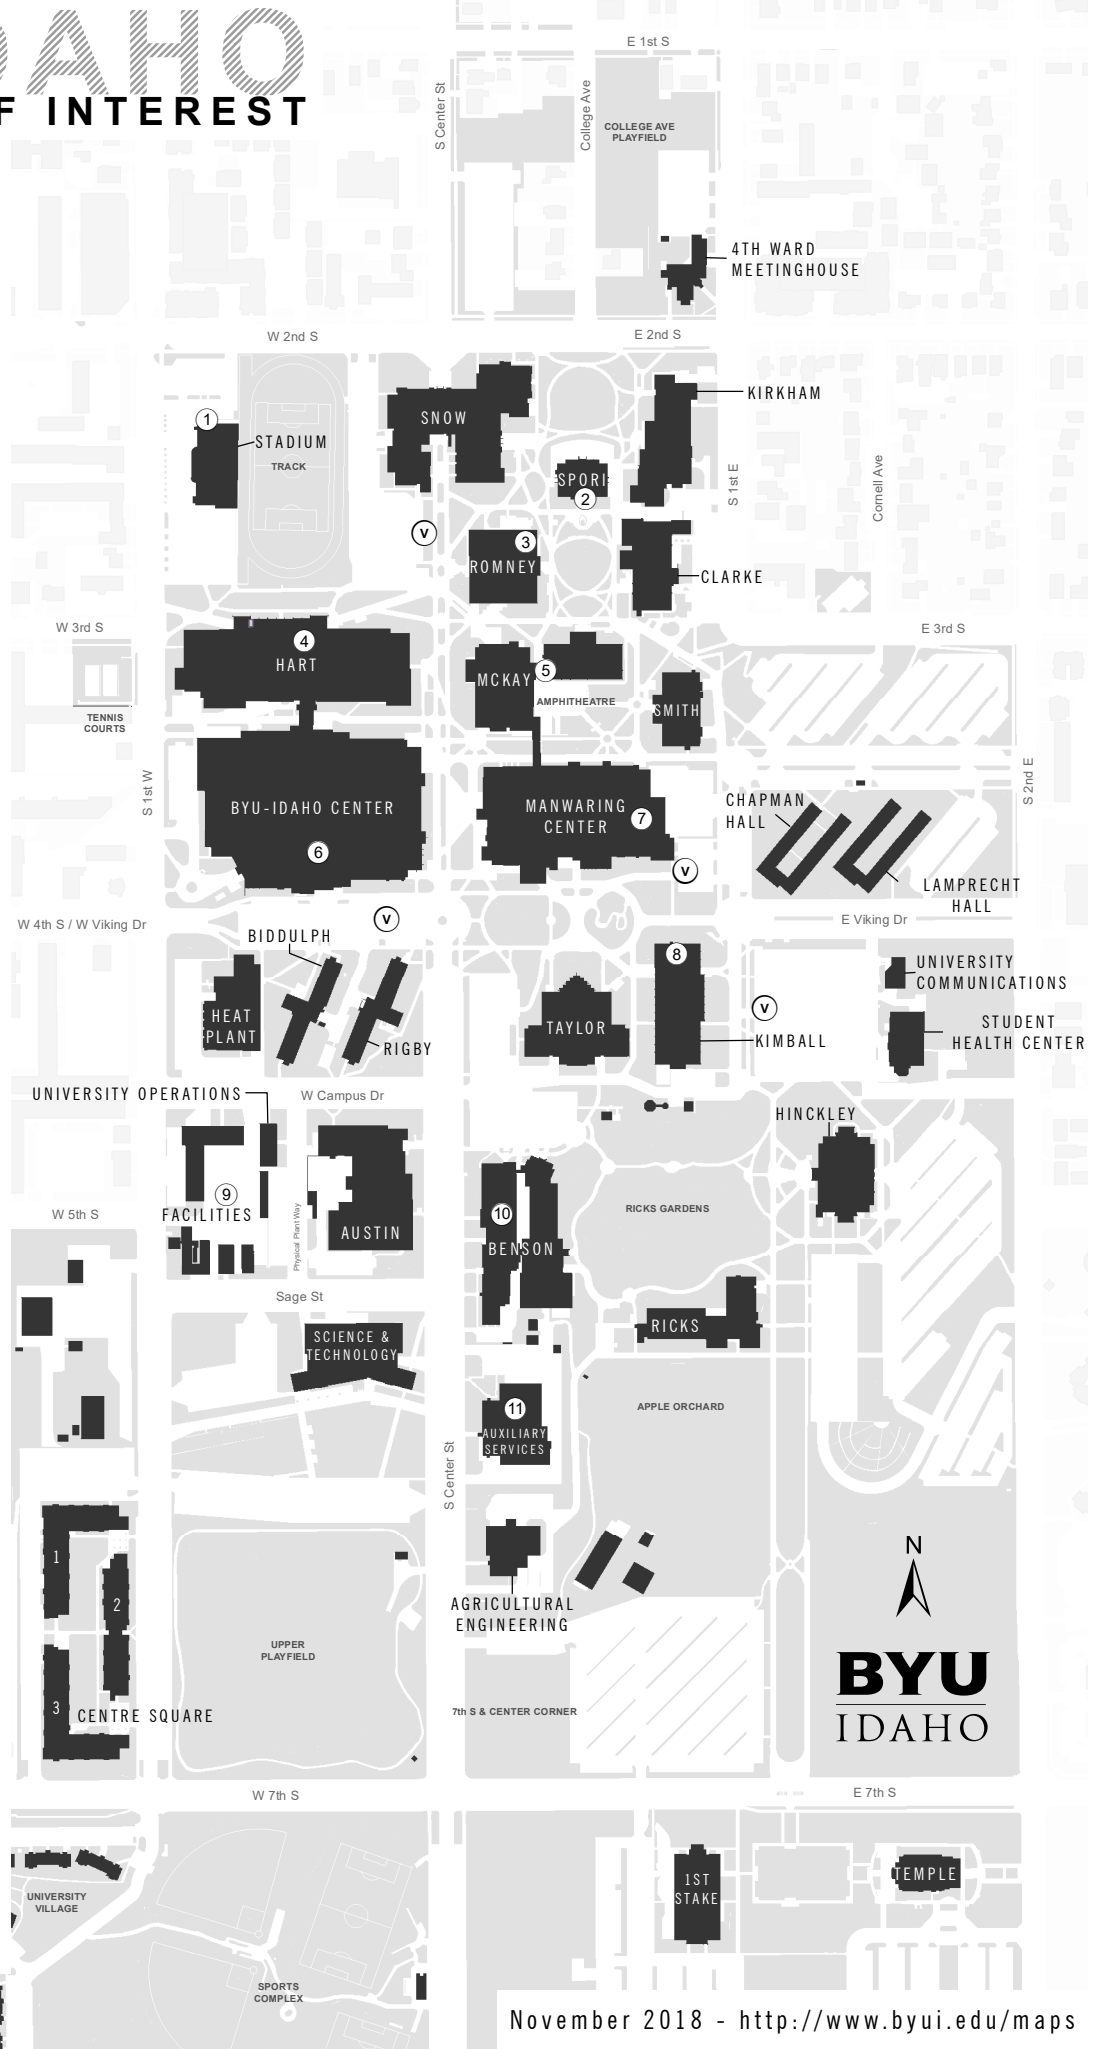 DAHO
F INTEREST
E 1st S
S Center St
College Ave
COLLEGE AVE
PLAYFIELD
4TH WARD
MEETINGHOUSE
W 2nd S
E 2nd S
KIRKHAM
SNOW
1
STADIUM
TRACK
SPORI
2
S 1st E
Cornell Ave
V
3
ROMNEY
CLARKE
W 3rd S
E 3rd S
4
HART
MCKAY
5
AMPHITHEATRE
SMITH
TENNIS
COURTS
S 1st W
S 2nd E
BYU-IDAHO CENTER
6
MANWARING
CENTER
7
CHAPMAN
HALL
V
LAMPRECHT
HALL
W 4th S / W Viking Dr
V
E Viking Dr
BIDDULPH
8
UNIVERSITY
COMMUNICATIONS
HEAT
PLANT
RIGBY
TAYLOR
V
KIMBALL
STUDENT
HEALTH CENTER
UNIVERSITY OPERATIONS
W Campus Dr
HINCKLEY
9
FACILITIES
W 5th S
Physical Plant Way
AUSTIN
10
BENSON
RICKS GARDENS
Sage St
SCIENCE &
TECHNOLOGY
RICKS
11
AUXILIARY
SERVICES
APPLE ORCHARD
S Center St
1
2
3
CENTRE SQUARE
UPPER
PLAYFIELD
AGRICULTURAL
ENGINEERING
7th S & CENTER CORNER
N
BYU
IDAHO
W 7th S
E 7th S
UNIVERSITY
VILLAGE
1ST
STAKE
TEMPLE
SPORTS
COMPLEX
November 2018 - http://www.byui.edu/maps